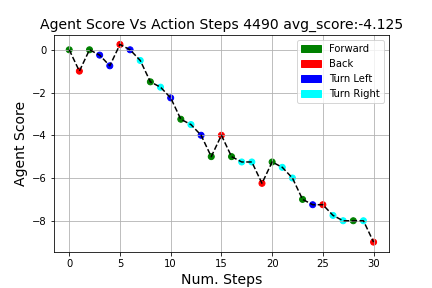 Agent Score Vs Action Steps 4490 avg_score:-4.125
Agent Score
0
−2
−4
−6
−8
Forward
Back
Turn Left
Turn Right
0 5 10 15 20 25 30
Num. Steps